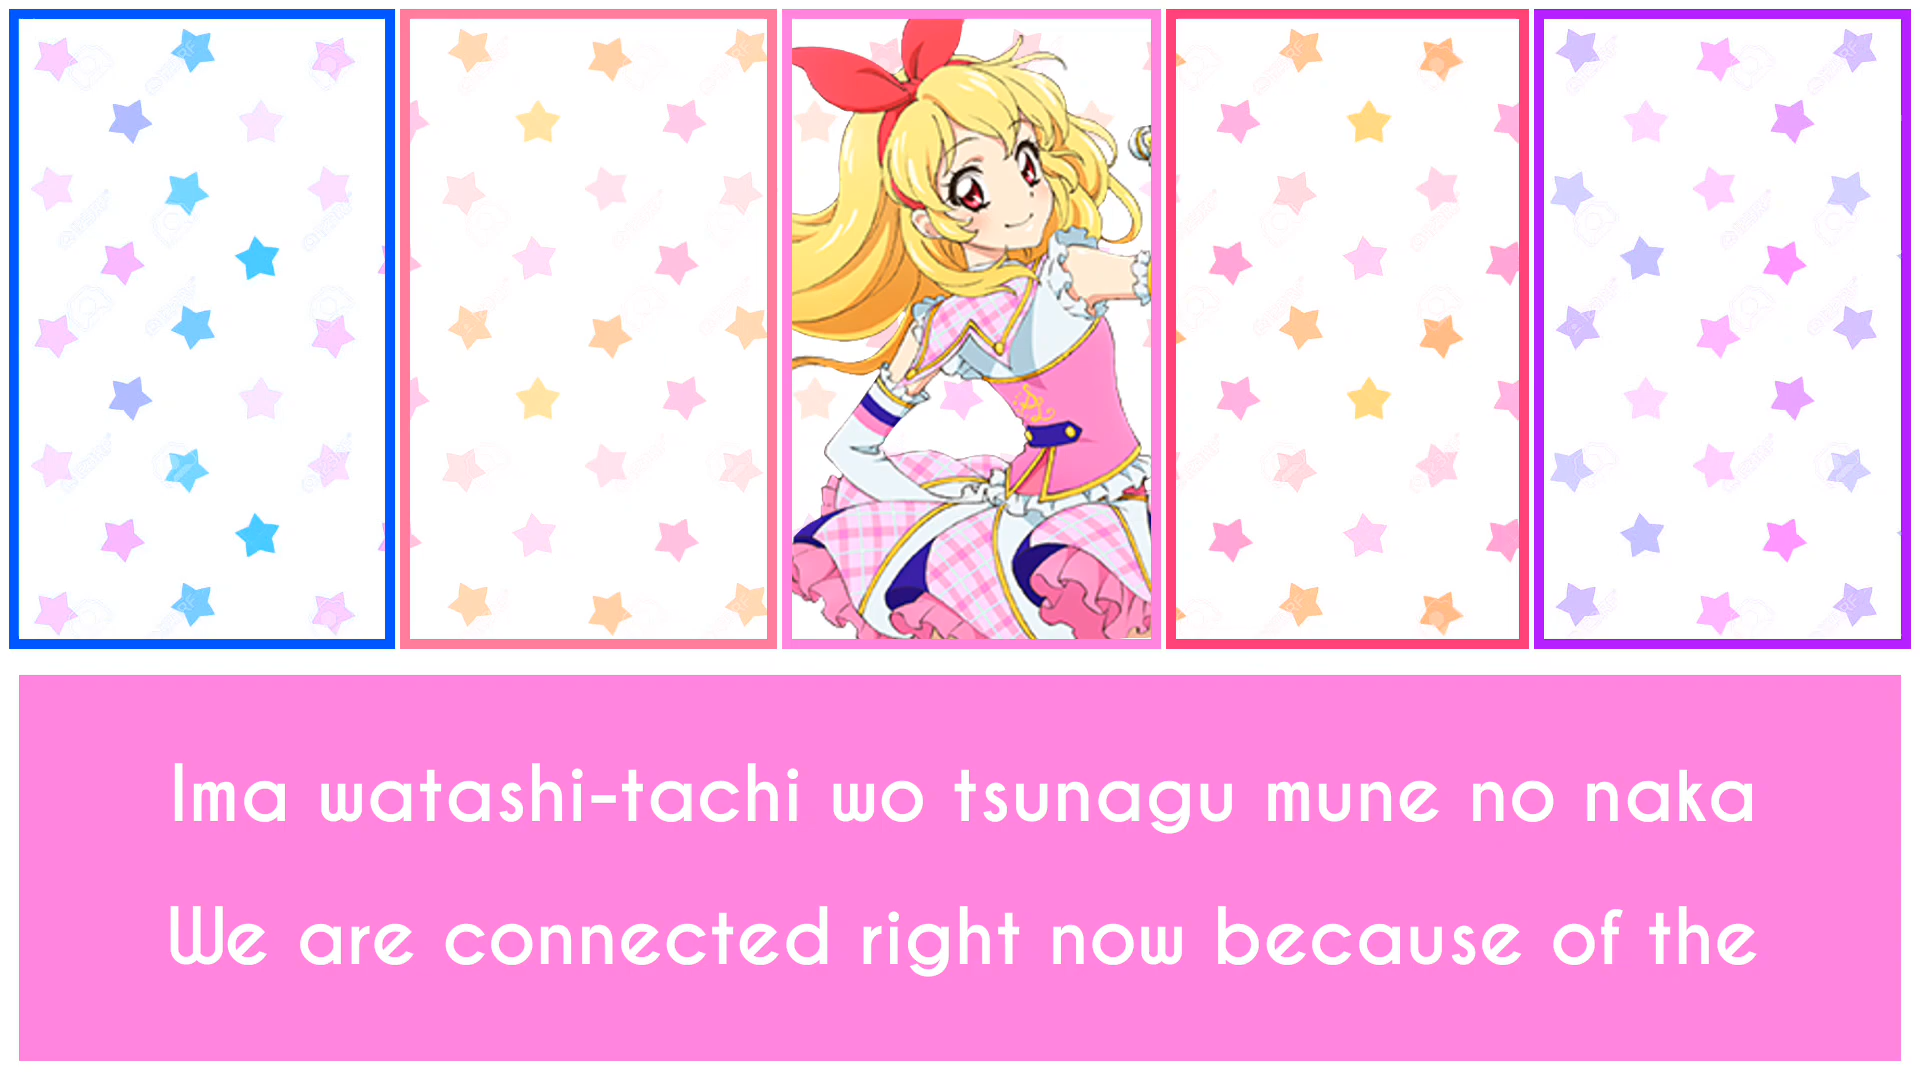 Ima watashi-tachi wo tsunagu mune no naka
We are connected right now because of the